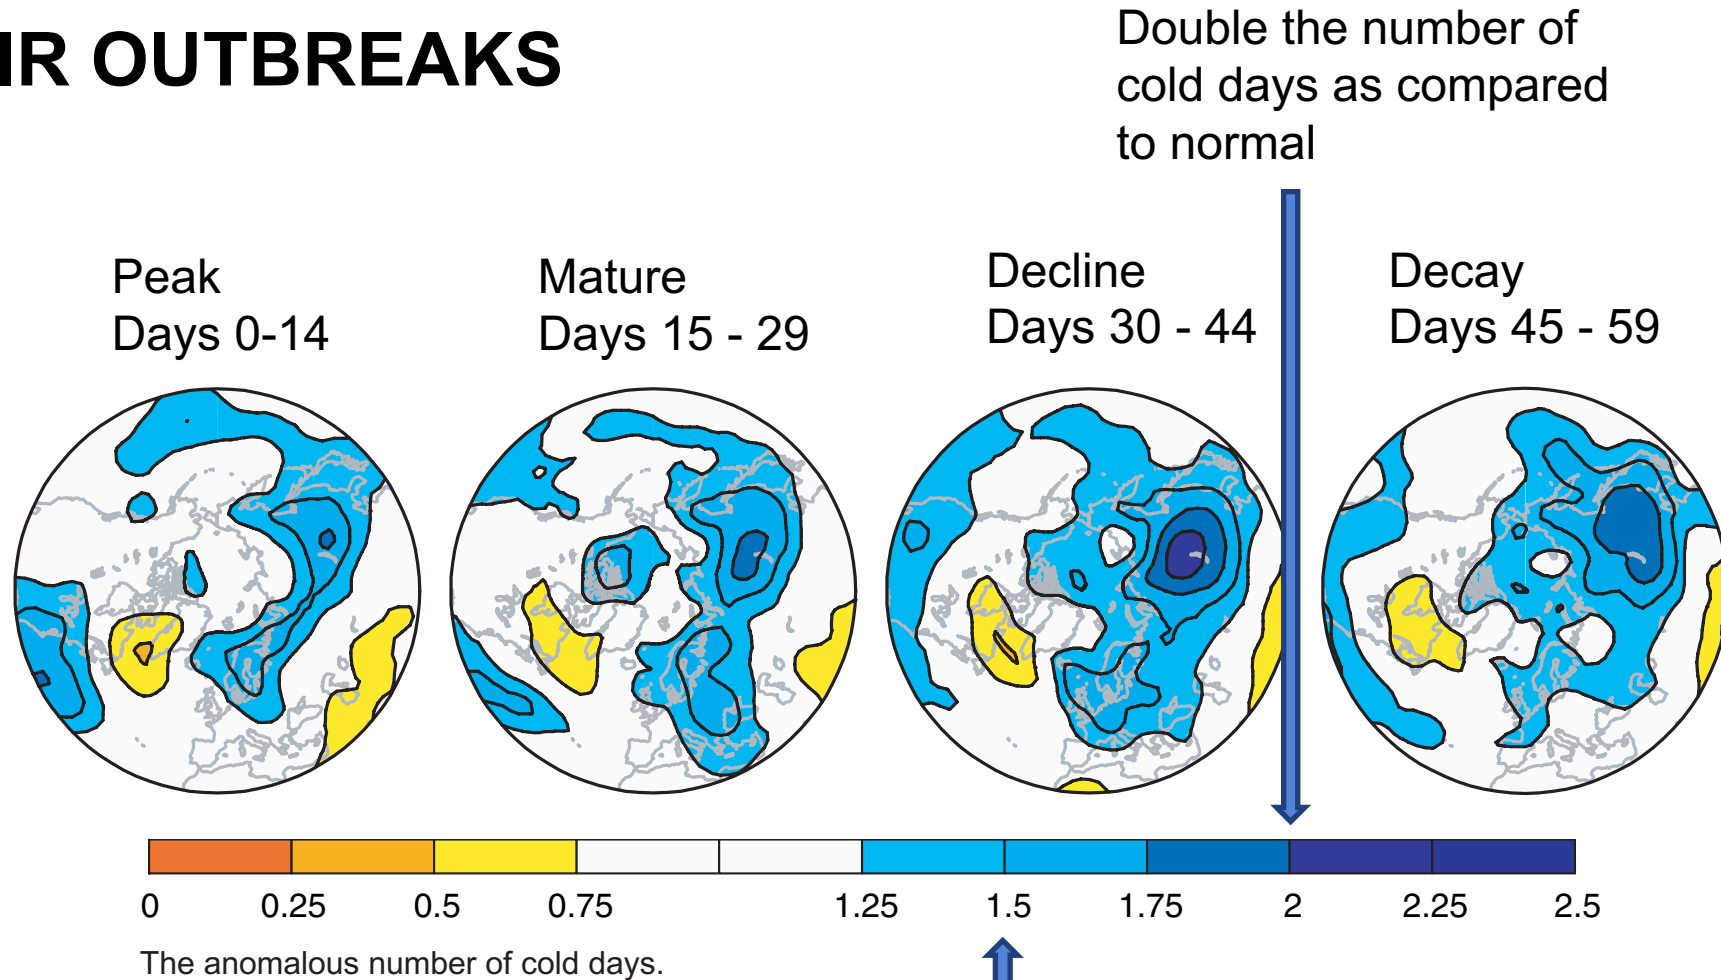 IR OUTBREAKS
Double the number of
cold days as compared
to normal
Peak
Days 0-14
Mature
Days 15 - 29
Decline
Days 30 - 44
Decay
Days 45 - 59
0 0.25 0.5 0.75 1.25 1.5 1.75 2 2.25 2.5
The anomalous number of cold days.